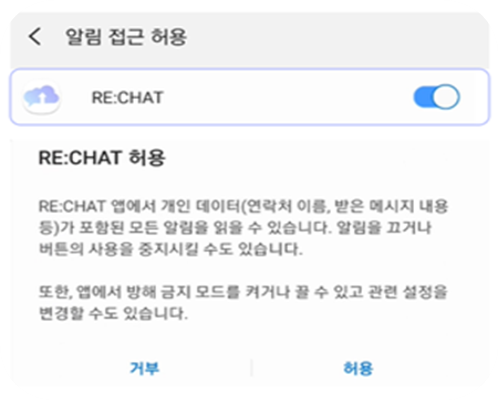 알림 접근 허용
RE:CHAT
RE:CHAT 허용
RE:CHAT 앱에서 개인 데이터(연락처 이름, 받은 메시지 내용
등)가 포함된 모든 알림을 읽을 수 있습니다. 알림을 끄거나
버튼의 사용을 중지시킬 수도 있습니다.
또한, 앱에서 방해 금지 모드를 켜거나 끌 수 있고 관련 설정을
변경할 수도 있습니다.
거부
허용